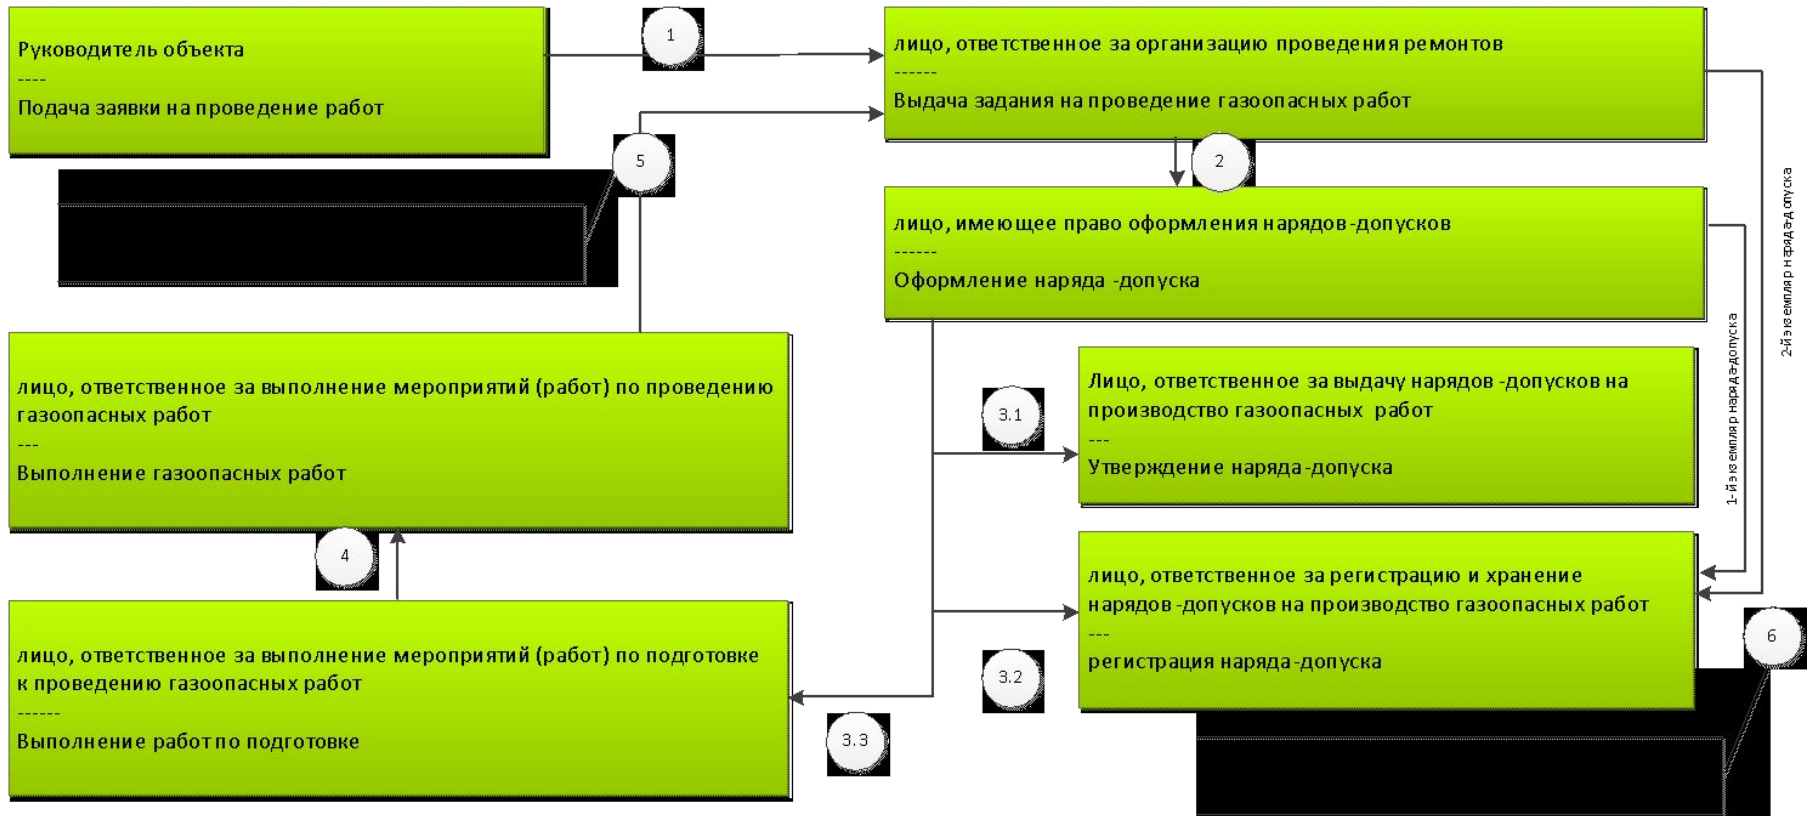 Руководитель объекта
----
Подача заявки на проведение работ
1
лицо, ответственное за организацию проведения ремонтов
------
Выдача задания на проведение газоопасных работ
5
2
лицо, имеющее право оформления нарядов-допусков
------
Оформление наряда -допуска
2-й экземпляр наряда-допуска
1-й экземпляр наряда-допуска
лицо, ответственное за выполнение мероприятий (работ) по проведению
газоопасных работ
---
Выполнение газоопасных работ
3.1
Лицо, ответственное за выдачу нарядов -допусков на
производство газоопасных работ
---
Утверждение наряда-допуска
4
лицо, ответственное за регистрацию и хранение
нарядов -допусков на производство газоопасных работ
---
регистрация наряда-допуска
6
3.2
лицо, ответственное за выполнение мероприятий (работ) по подготовке
к проведению газоопасных работ
------
Выполнение работ по подготовке
3.3